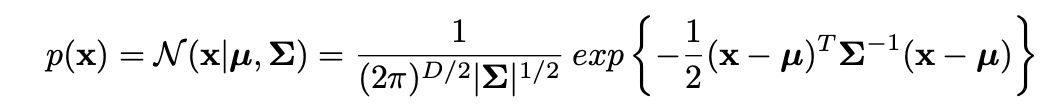 p(x) = 𝒩(x|μ, Σ) = 1 / ((2π)^{D/2}|Σ|^{1/2}) exp{−1/2 (x − μ)^T Σ^{−1}(x − μ)}